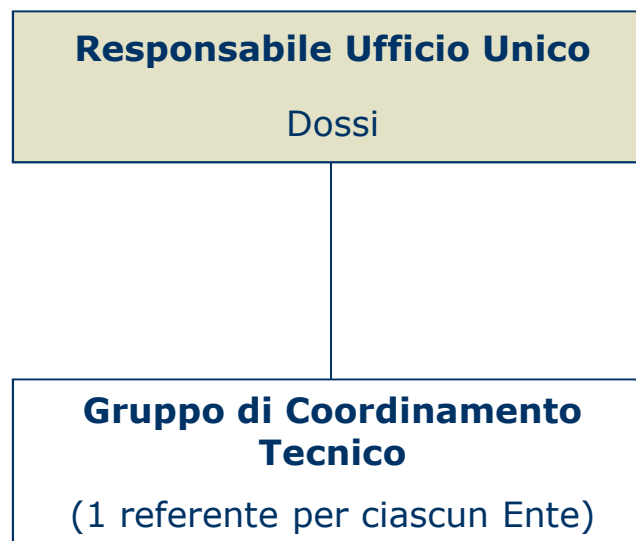 Responsabile Ufficio Unico
Dossi
Gruppo di Coordinamento
Tecnico
(1 referente per ciascun Ente)